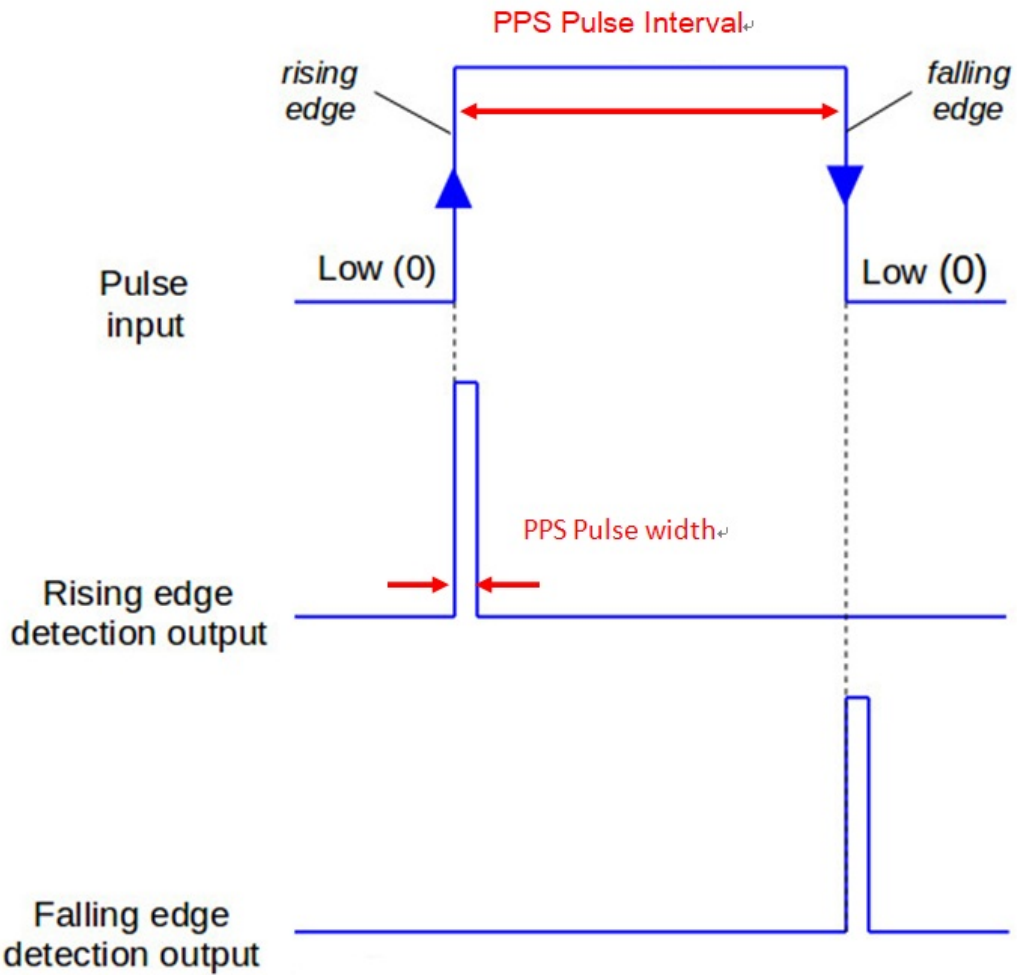 PPS Pulse Interval↵
rising
edge
falling
edge
Low (0)
Low (0)
Pulse
input
PPS Pulse width↵
Rising edge
detection output
Falling edge
detection output